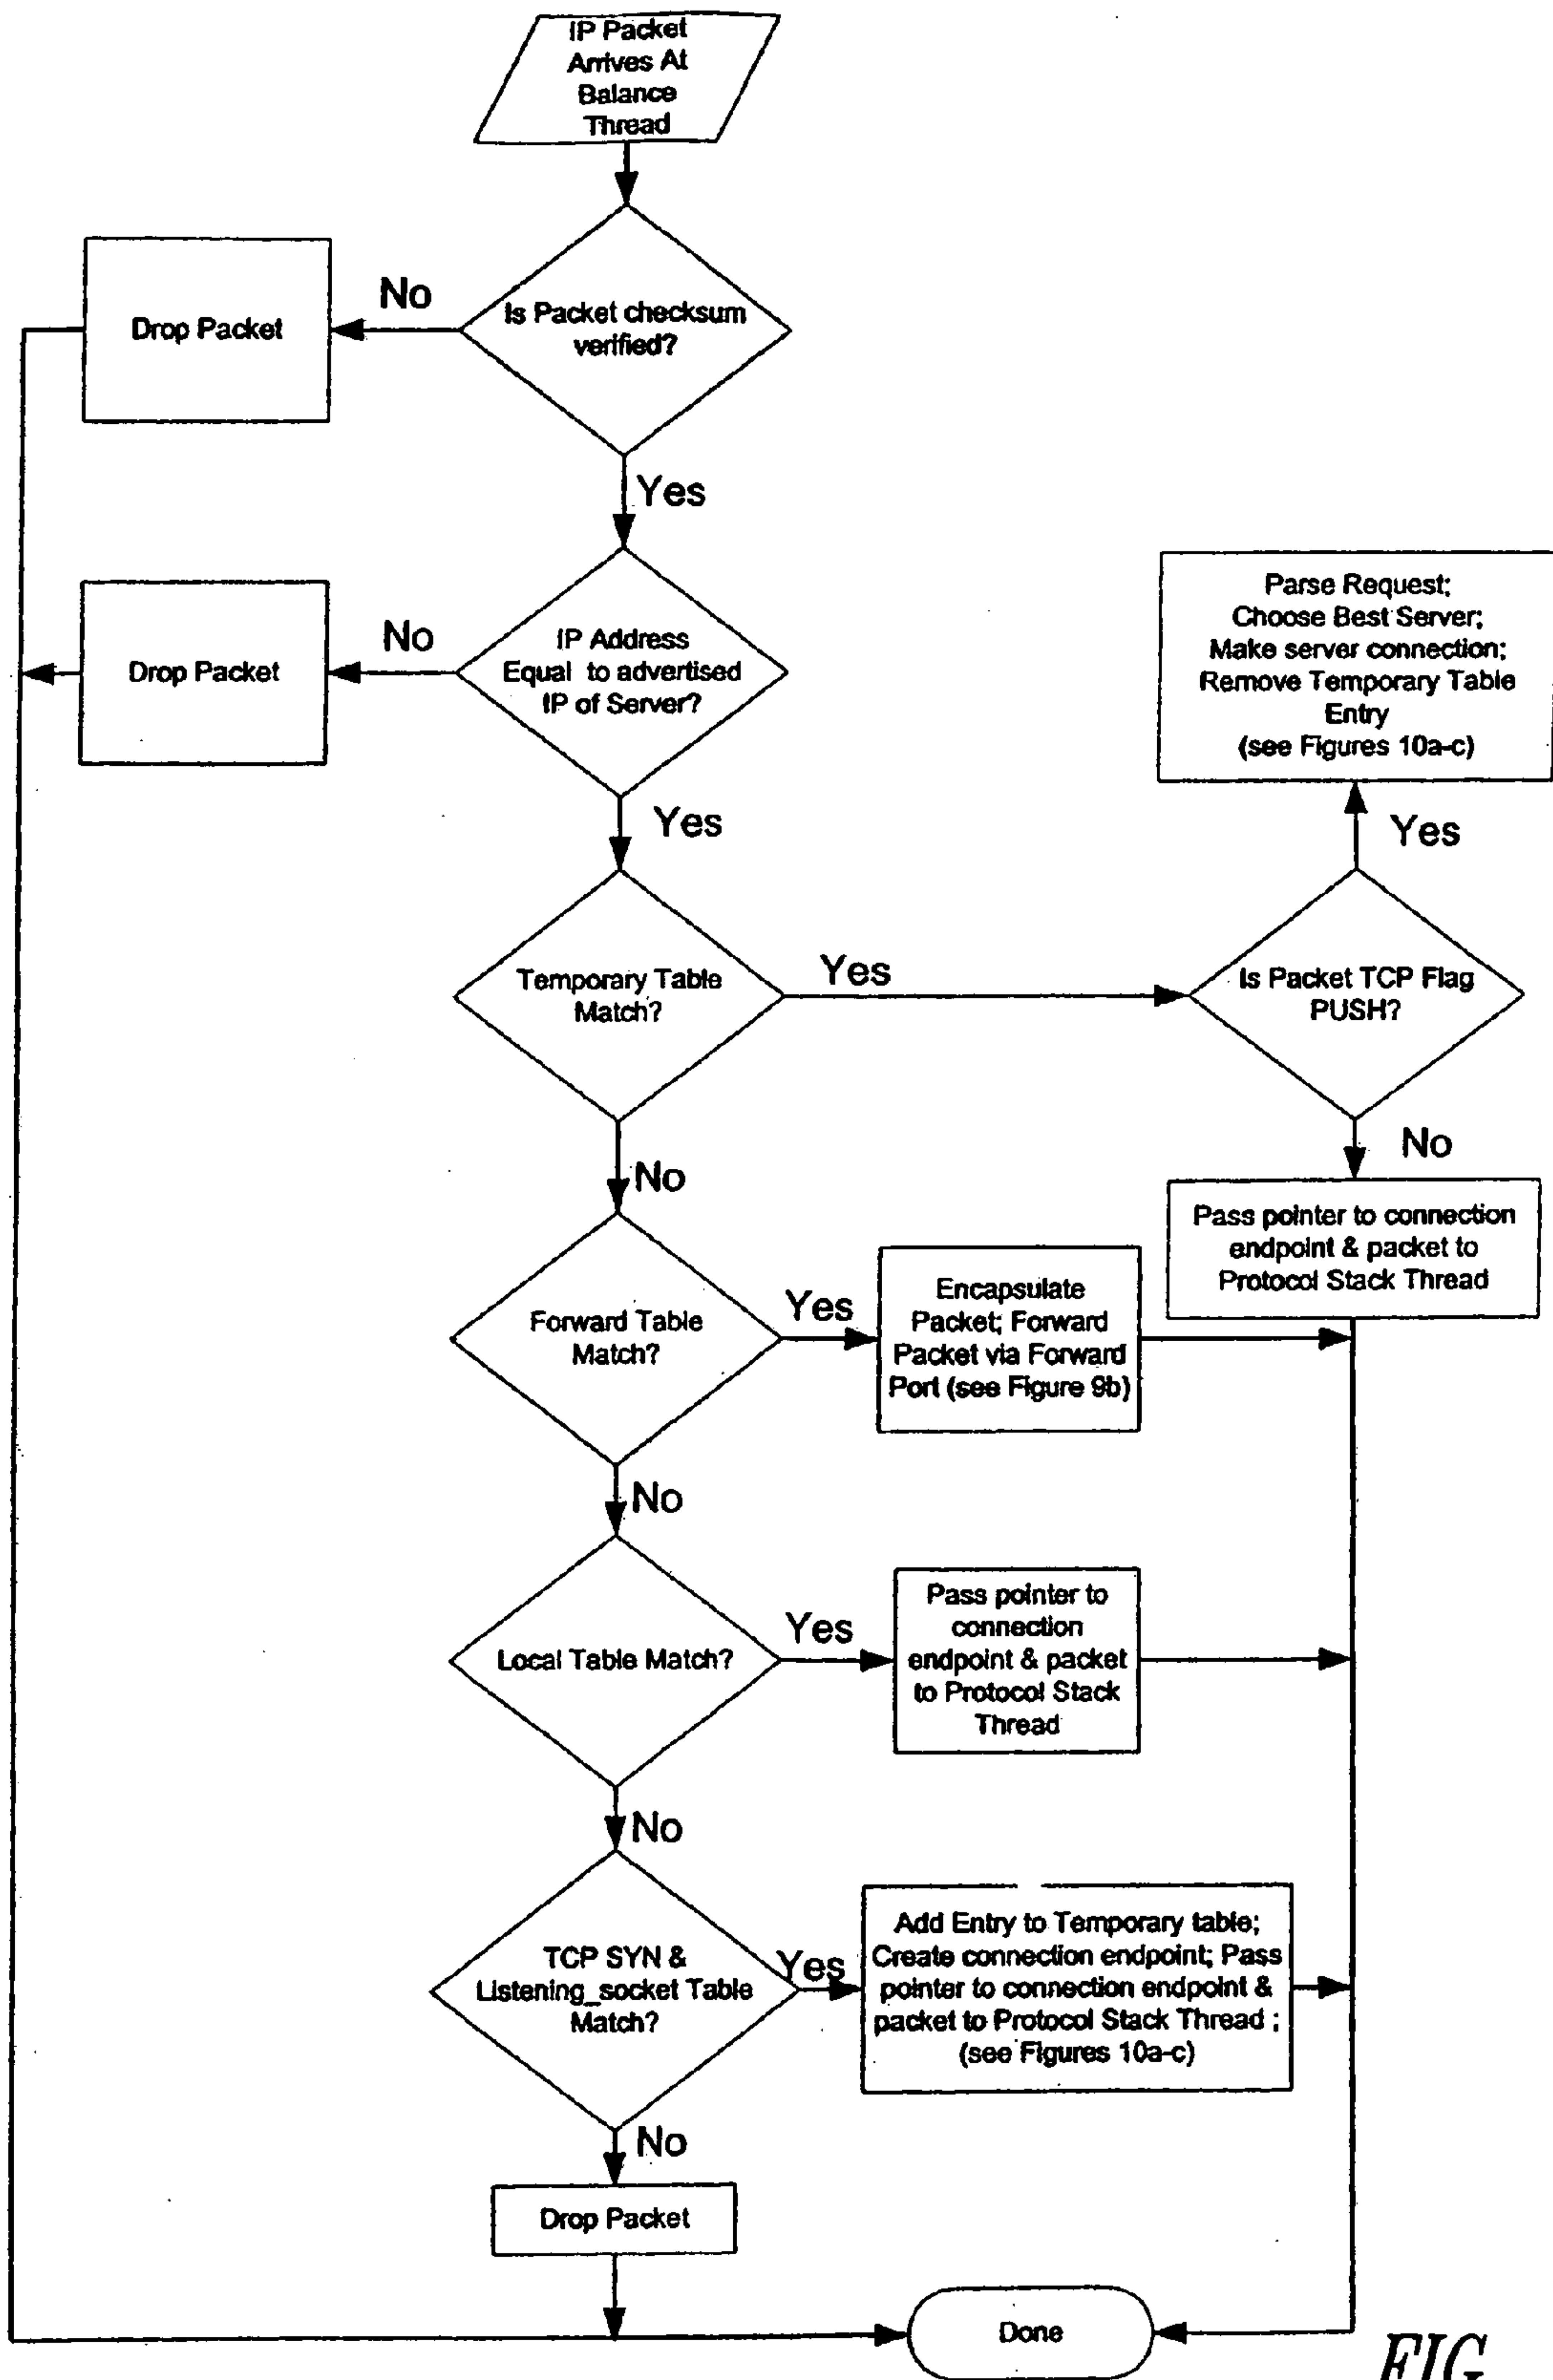 IP Packet
Arrives At
Balance
Thread
Is Packet checksum
verified?
No
Drop Packet
Yes
IP Address
Equal to advertised
IP of Server?
No
Drop Packet
Yes
Temporary Table
Match?
Yes
Is Packet TCP Flag
PUSH?
Yes
Parse Request;
Choose Best Server;
Make server connection;
Remove Temporary Table
Entry
(see Figures 10a-c)
No
Pass pointer to connection
endpoint & packet to
Protocol Stack Thread
No
Forward Table
Match?
Yes
Encapsulate
Packet; Forward
Packet via Forward
Port (see Figure 9b)
No
Local Table Match?
Yes
Pass pointer to
connection
endpoint & packet
to Protocol Stack
Thread
No
TCP SYN &
Listening_socket Table
Match?
Yes
Add Entry to Temporary table;
Create connection endpoint; Pass
pointer to connection endpoint &
packet to Protocol Stack Thread ;
(see Figures 10a-c)
No
Drop Packet
Done
FIG